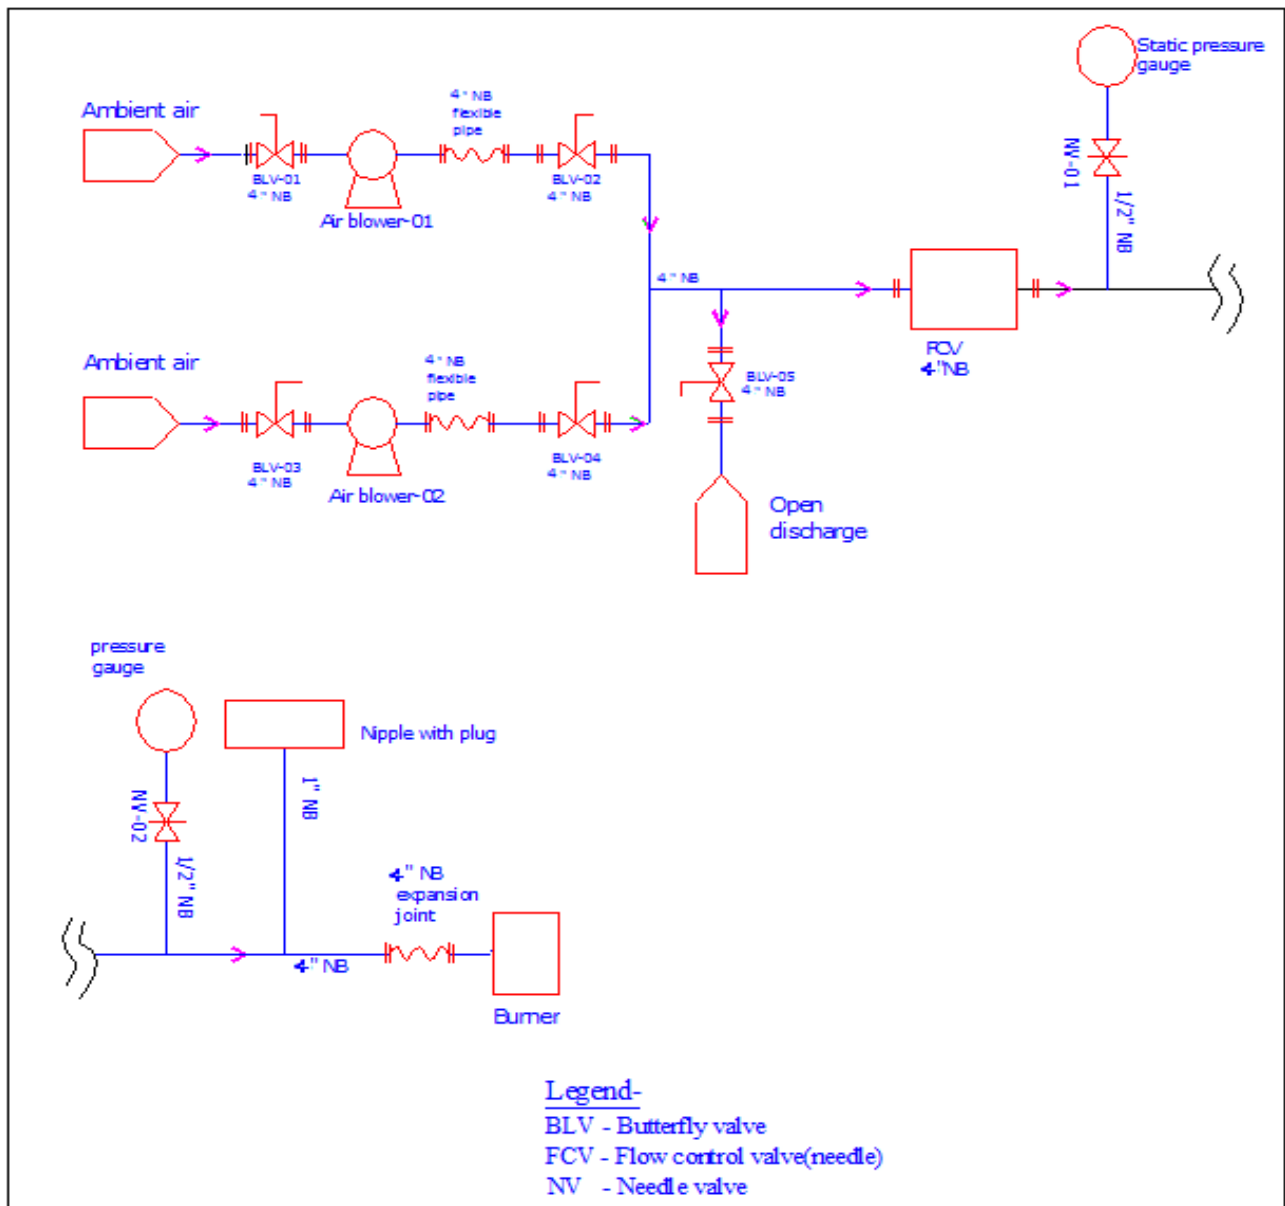 Static pressure
gauge
Ambient air
4" NB
flexible
pipe
BLV-01
4" NB
BLV-02
4" NB
Air blower-01
NV-01
1/2" NB
4" NB
Ambient air
4" NB
flexible
pipe
FCV
4"NB
BLV-05
4" NB
BLV-03
4" NB
BLV-04
4" NB
Air blower-02
Open
discharge
pressure
gauge
Nipple with plug
NV-02
1" NB
1/2" NB
4" NB
expansion
joint
4" NB
Burner
Legend-
BLV - Butterfly valve
FCV - Flow control valve(needle)
NV - Needle valve